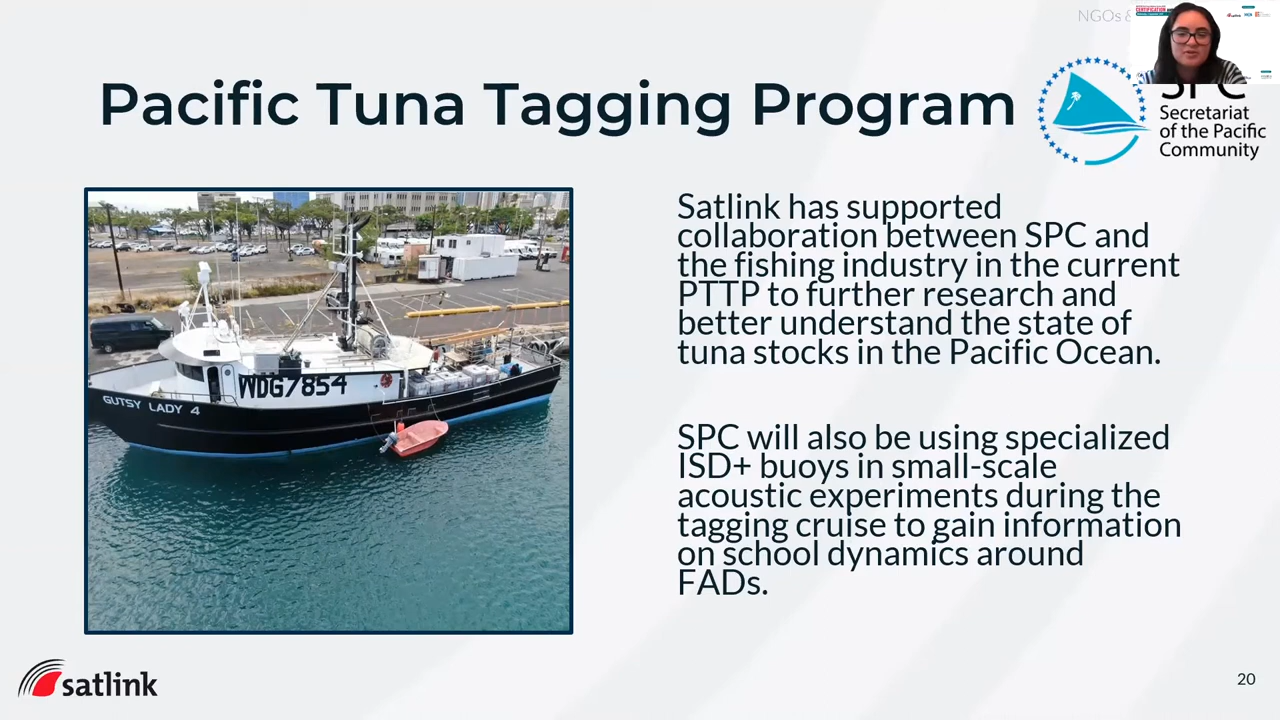 NGOs &
Pacific Tuna Tagging Program
SPC
Secretariat
of the Pacific
Community
Satlink has supported
collaboration between SPC and
the fishing industry in the current
PTTP to further research and
better understand the state of
tuna stocks in the Pacific Ocean.
SPC will also be using specialized
ISD+ buoys in small-scale
acoustic experiments during the
tagging cruise to gain information
on school dynamics around
FADs.
WDG7854
GUTSY LADY 4
satlink
20